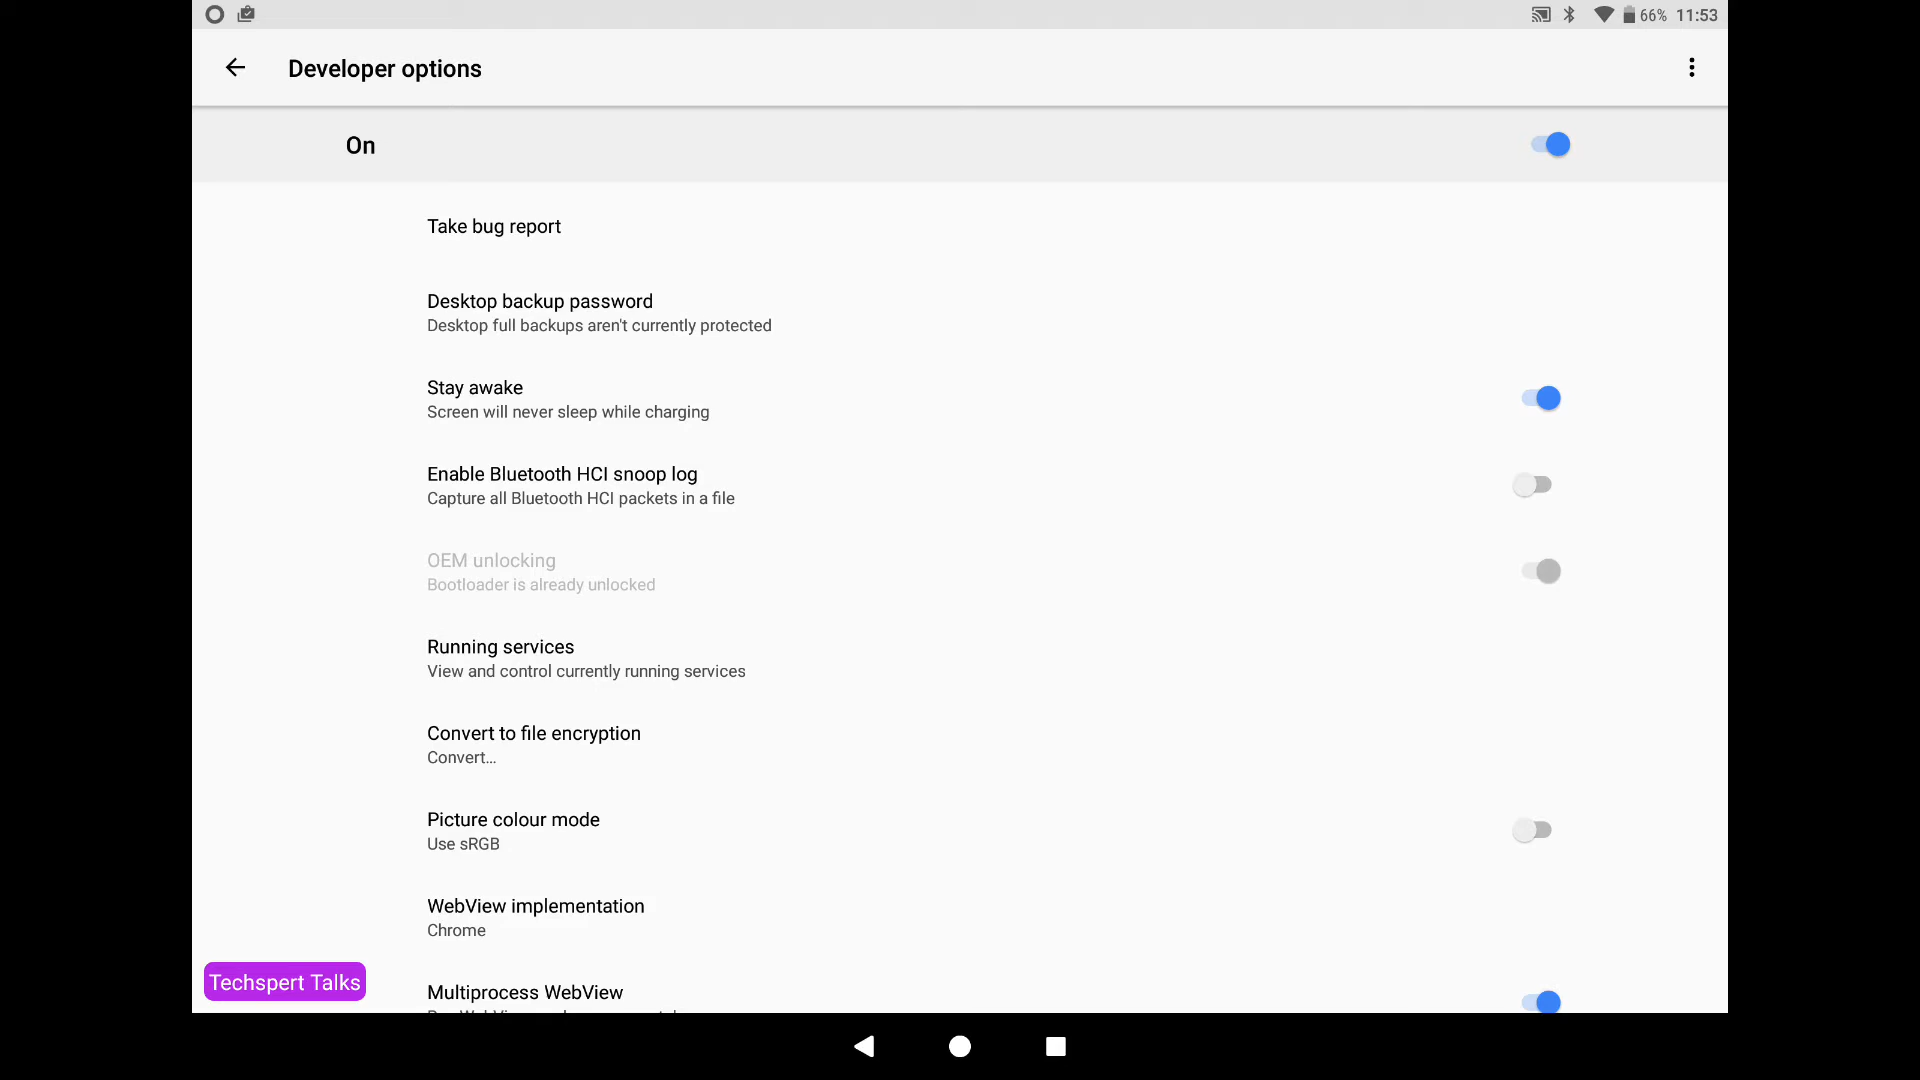 66% 11:53
Developer options
On
Take bug report
Desktop backup password
Desktop full backups aren't currently protected
Stay awake
Screen will never sleep while charging
Enable Bluetooth HCI snoop log
Capture all Bluetooth HCI packets in a file
OEM unlocking
Bootloader is already unlocked
Running services
View and control currently running services
Convert to file encryption
Convert...
Picture colour mode
Use sRGB
WebView implementation
Chrome
Techspert Talks
Multiprocess WebView